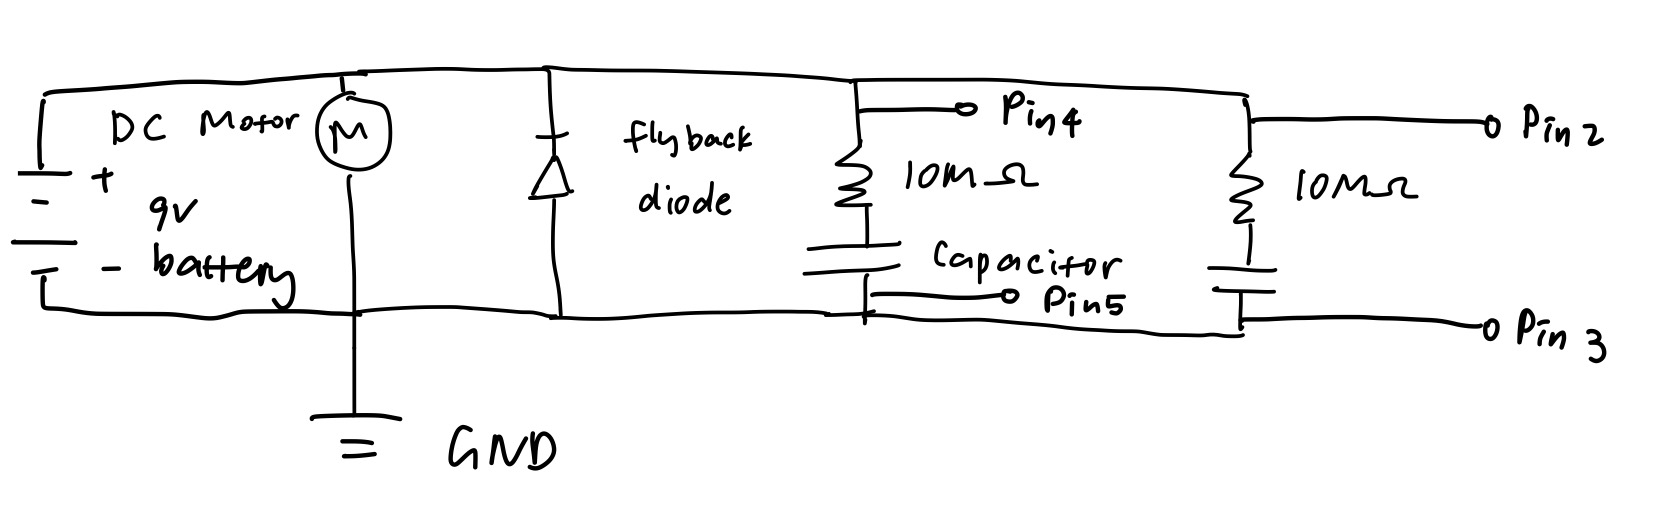 DC Motor
M
+
9v
battery
-
flyback
diode
Pin4
10MΩ
Capacitor
Pin5
10MΩ
Pin 2
Pin 3
GND